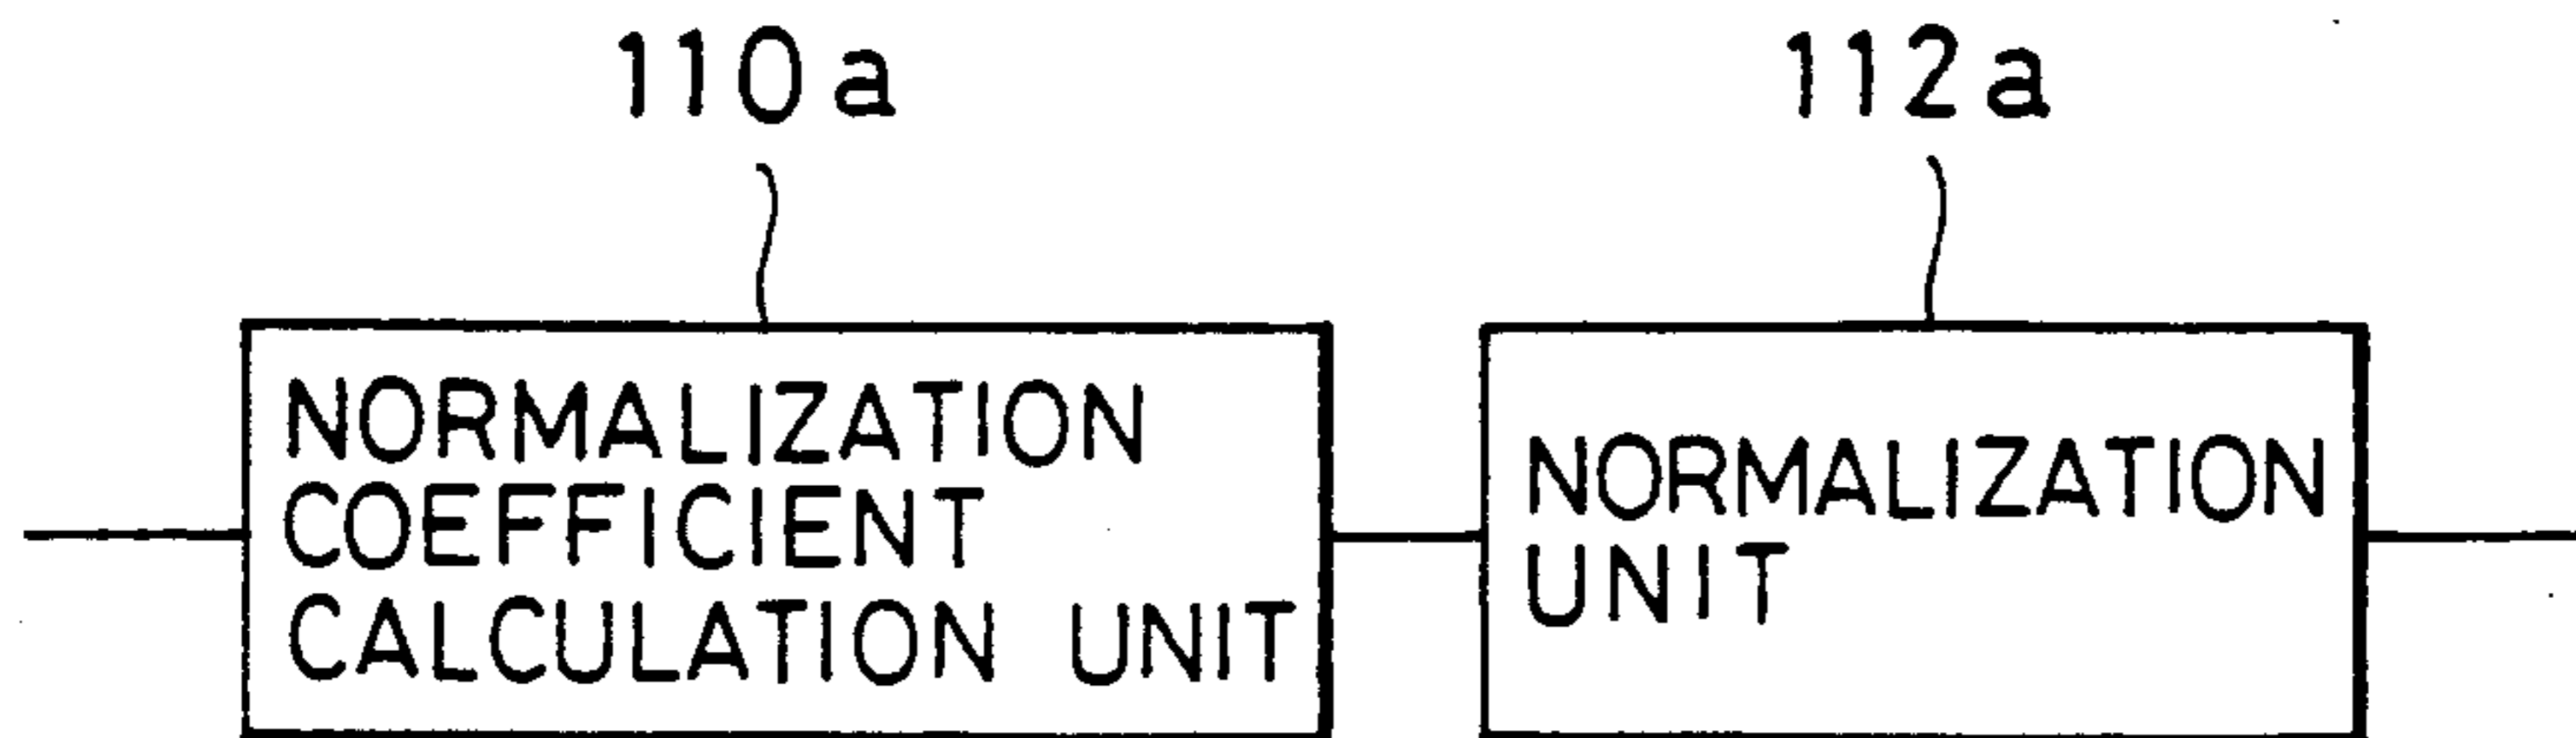 110a
112a
NORMALIZATION
COEFFICIENT
CALCULATION UNIT
NORMALIZATION
UNIT